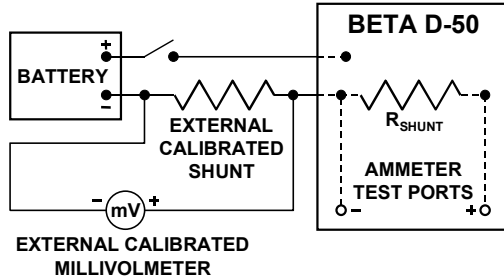 BETA D-50
+
BATTERY
–
EXTERNAL
CALIBRATED
SHUNT
RSHUNT
AMMETER
TEST PORTS
– mV +
– +
EXTERNAL CALIBRATED
MILLIVOLMETER